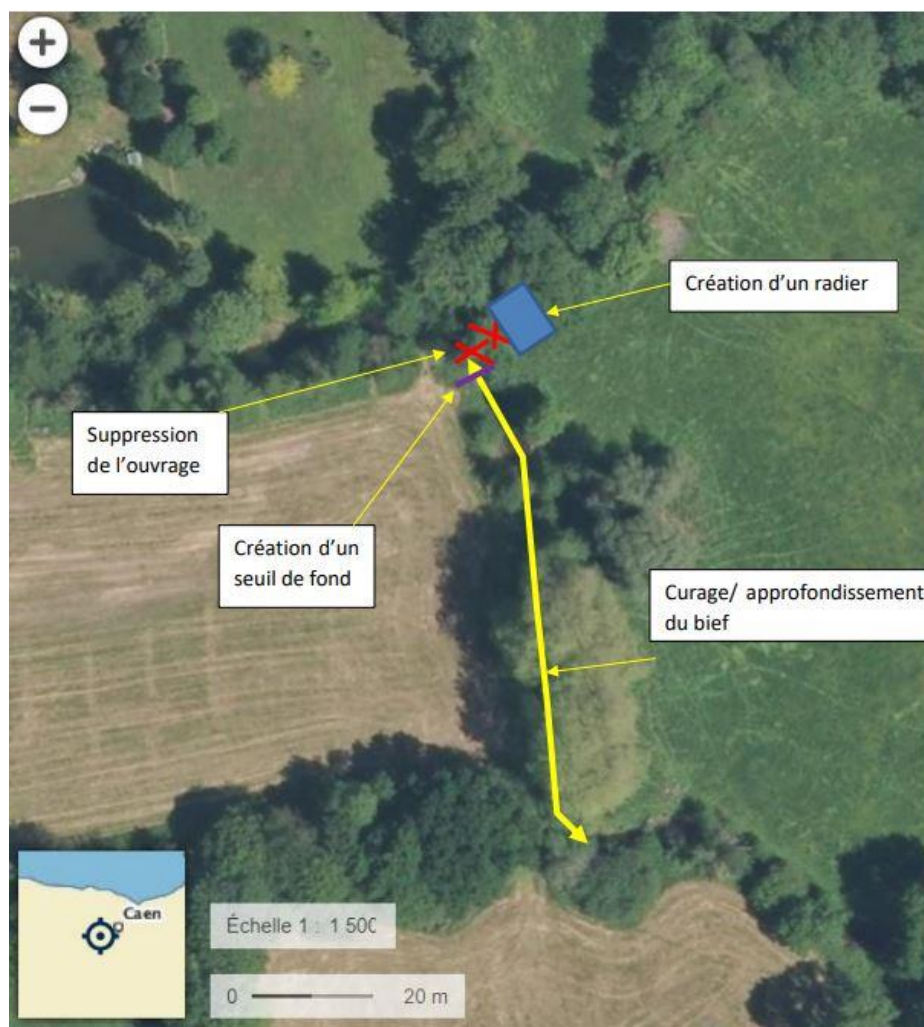 +
−
Création d’un radier
Suppression
de l’ouvrage
Création d’un
seuil de fond
Curage/ approfondissement
du bief
Caen
Échelle 1 : 1 500
0 20 m